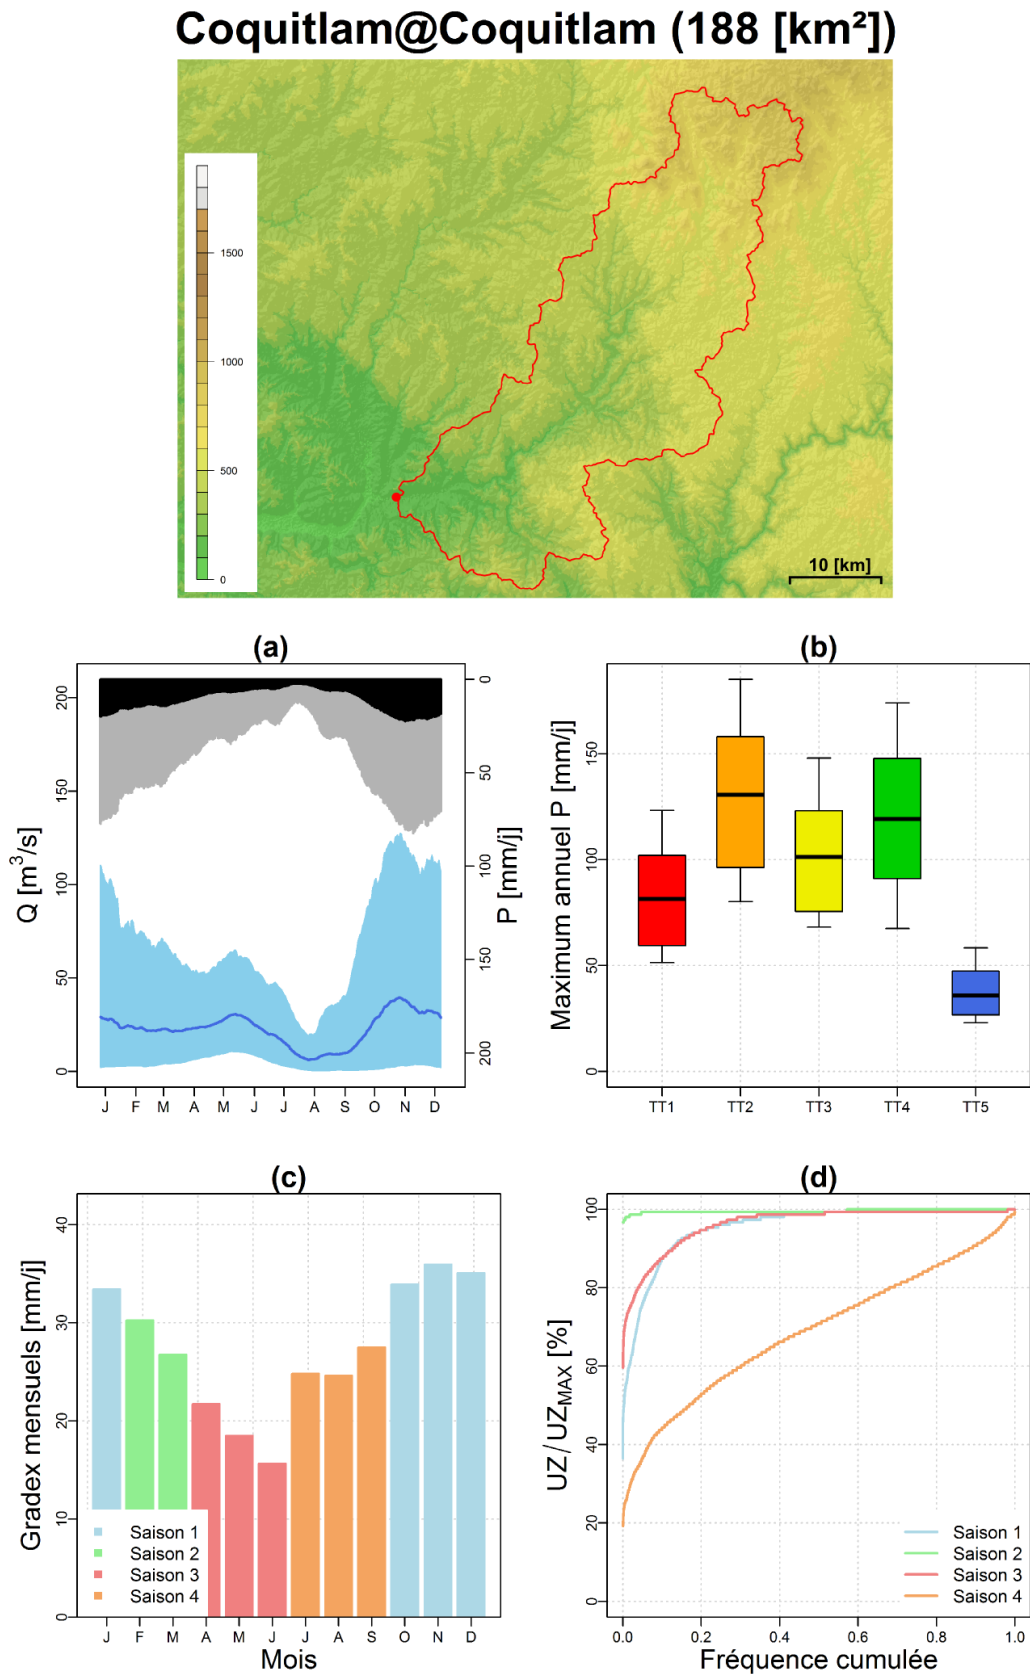 Coquitlam@Coquitlam (188 [km²])
1500
1000
500
0
10 [km]
(a)
Q [m³/s]
200
150
100
50
0
P [mm/j]
0
50
100
150
200
J F M A M J J A S O N D
(b)
Maximum annuel P [mm/j]
150
100
50
0
TT1 TT2 TT3 TT4 TT5
(c)
Gradex mensuels [mm/j]
40
30
20
10
0
Saison 1
Saison 2
Saison 3
Saison 4
J F M A M J J A S O N D
Mois
(d)
UZ / UZMAX [%]
100
80
60
40
20
0
Saison 1
Saison 2
Saison 3
Saison 4
0.0 0.2 0.4 0.6 0.8 1.0
Fréquence cumulée